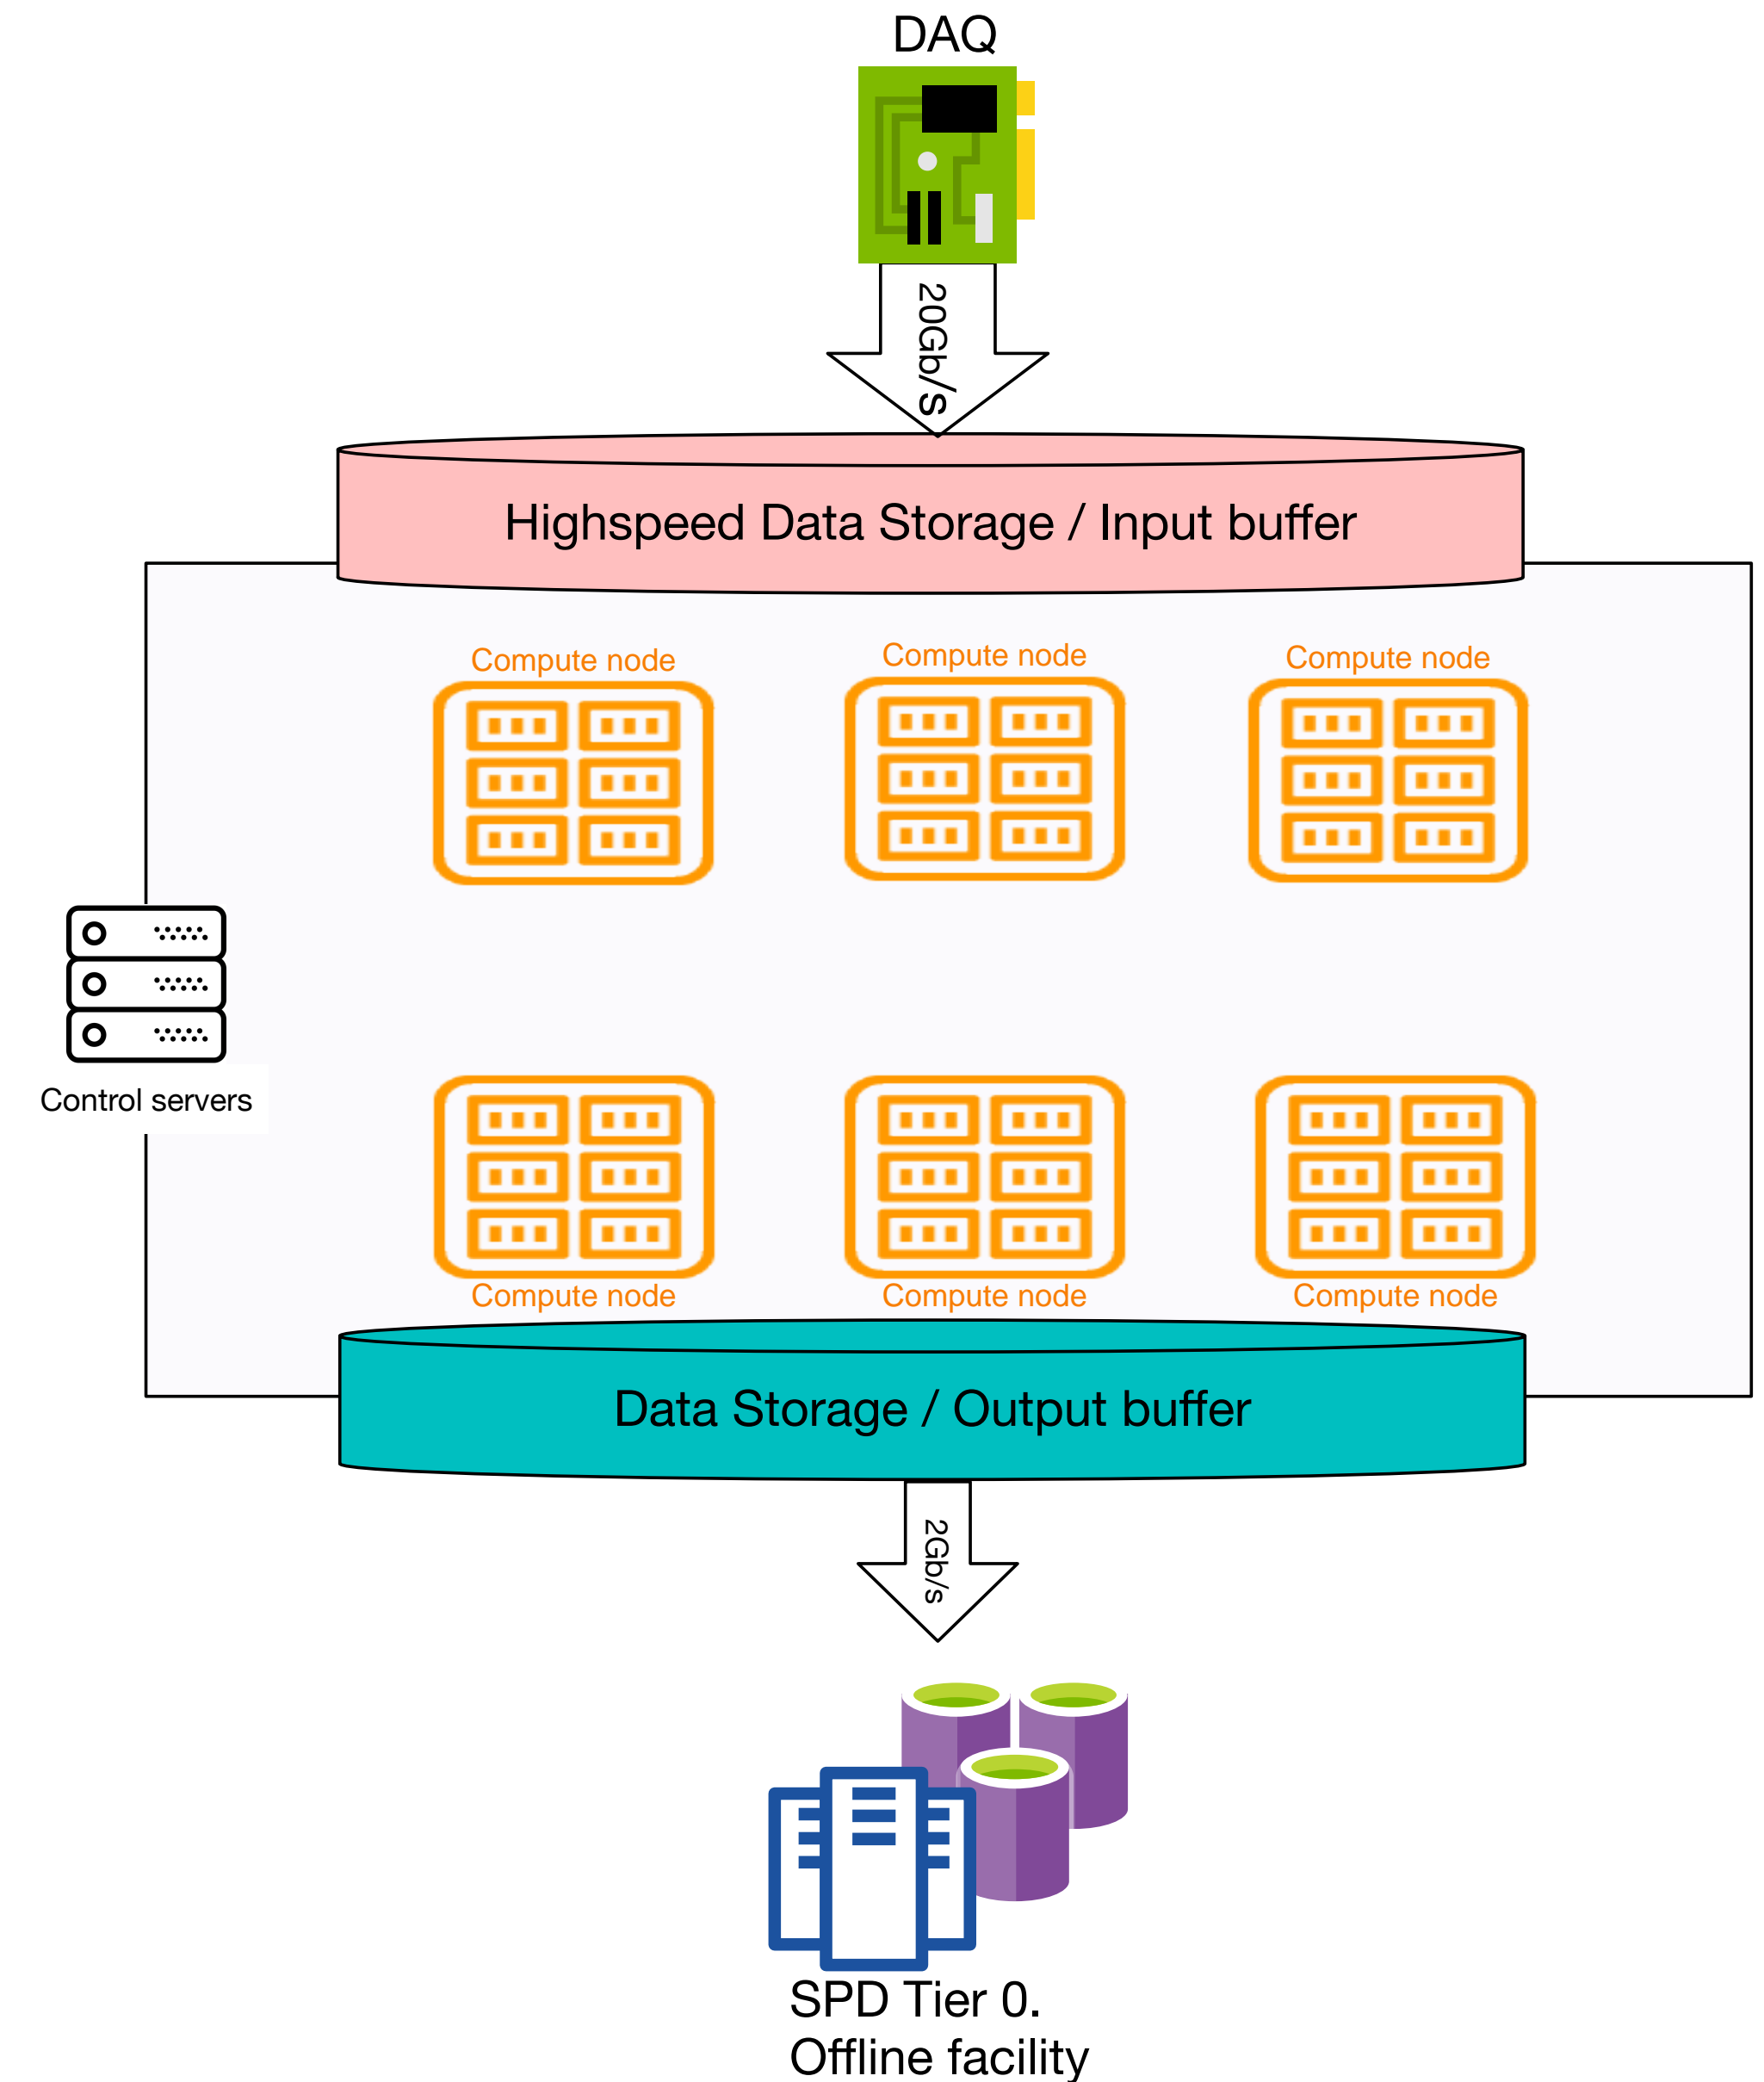 DAQ
20Gb/s
Highspeed Data Storage / Input buffer
Compute node
Compute node
Compute node
Control servers
Compute node
Compute node
Compute node
Data Storage / Output buffer
2Gb/s
SPD Tier 0.
Offline facility